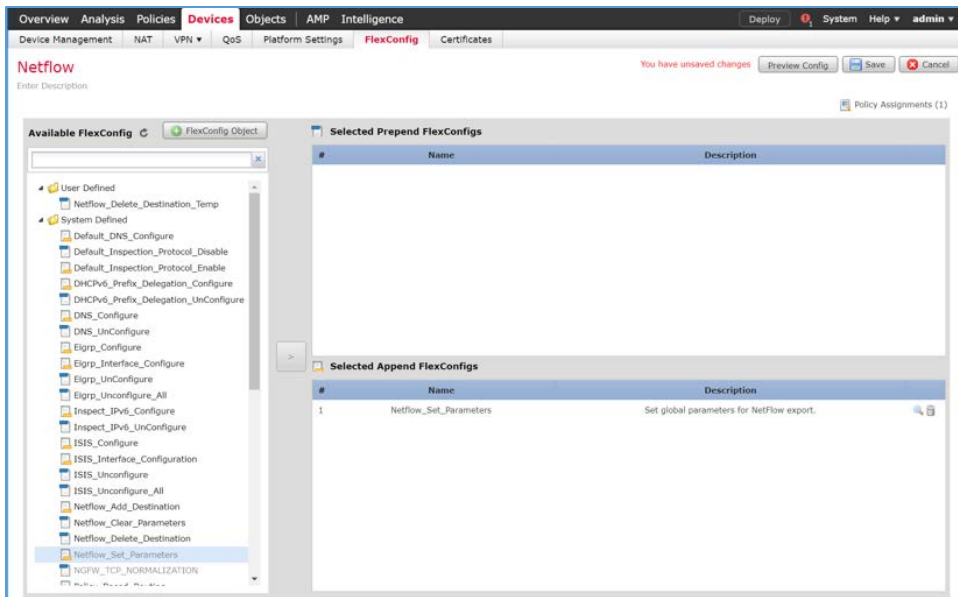 Overview Analysis Policies Devices Objects AMP Intelligence Deploy System Help admin
Device Management NAT VPN QoS Platform Settings FlexConfig Certificates
Netflow
You have unsaved changes Preview Config Save Cancel
Enter Description
Policy Assignments (1)
Available FlexConfig FlexConfig Object
Selected Prepend FlexConfigs
# Name Description
User Defined
Netflow_Delete_Destination_Temp
System Defined
Default_DNS_Configure
Default_Inspection_Protocol_Disable
Default_Inspection_Protocol_Enable
DHCPv6_Prefix_Delegation_Configure
DHCPv6_Prefix_Delegation_UnConfigure
DNS_Configure
DNS_UnConfigure
Eigrp_Configure
Eigrp_Interface_Configure
Eigrp_UnConfigure
Eigrp_Unconfigure_All
Inspect_IPv6_Configure
Inspect_IPv6_UnConfigure
ISIS_Configure
ISIS_Interface_Configuration
ISIS_Unconfigure
ISIS_Unconfigure_All
Netflow_Add_Destination
Netflow_Clear_Parameters
Netflow_Delete_Destination
Netflow_Set_Parameters
NGFW_TCP_NORMALIZATION
>
Selected Append FlexConfigs
# Name Description
1 Netflow_Set_Parameters Set global parameters for NetFlow export.